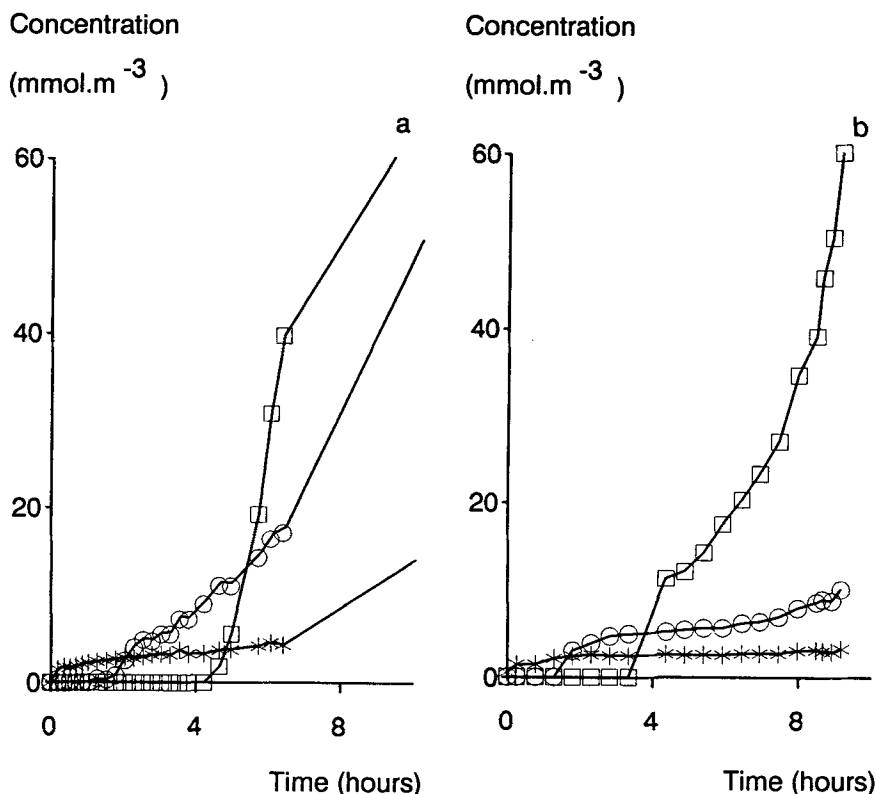 Concentration
(mmol.m -3 )
a
60
40
20
0
0 4 8
Time (hours)
Concentration
(mmol.m -3 )
b
60
40
20
0
0 4 8
Time (hours)